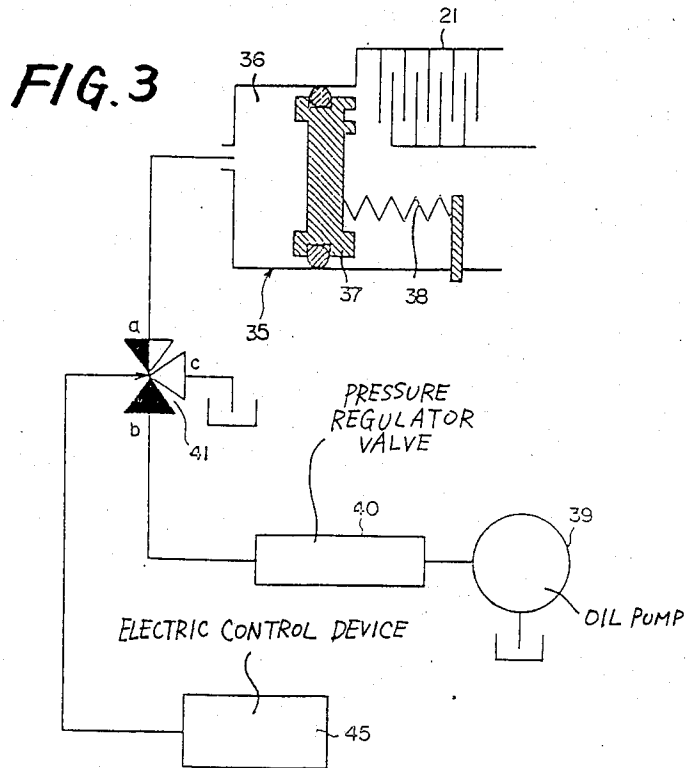 FIG. 3
21
36
37
38
35
a
c
b
41
PRESSURE
REGULATOR
VALVE
40
39
OIL PUMP
ELECTRIC CONTROL DEVICE
45